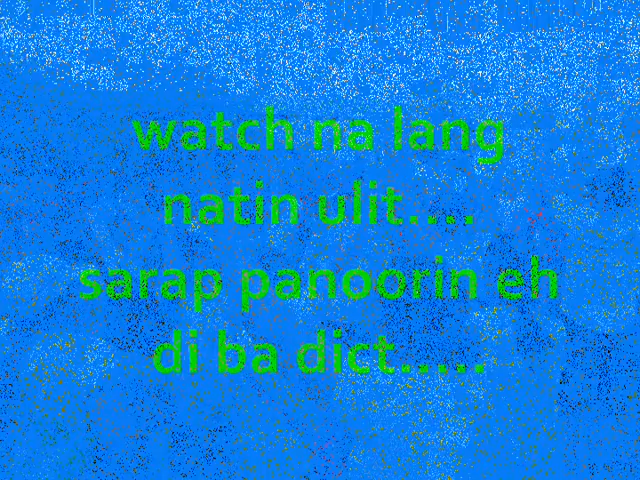 watch na lang
natin ulit....
sarap panoorin eh
di ba dict.....